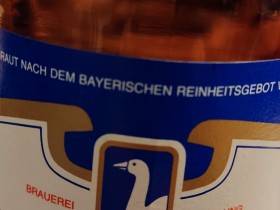 RAUT NACH DEM BAYERISCHEN REINHEITSGEBOT V
BRAUEREI